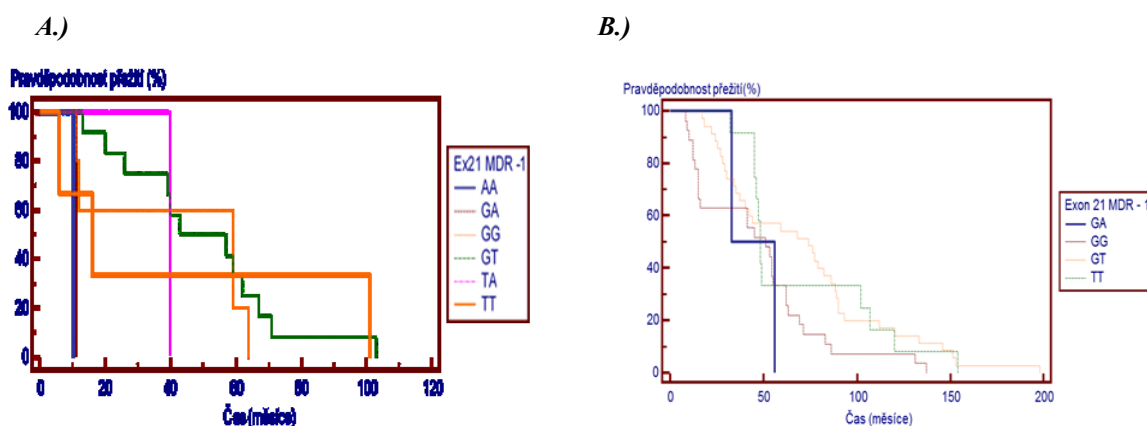 A.)
B.)
Pravděpodobnost přežití (%)
100
80
60
40
20
0
0 20 40 60 80 100 120
Čas (měsíce)
Ex21 MDR -1
AA
GA
GG
GT
TA
TT
Pravděpodobnost přežití(%)
100
80
60
40
20
0
0 50 100 150 200
Čas (měsíce)
Exon 21 MDR - 1
GA
GG
GT
TT